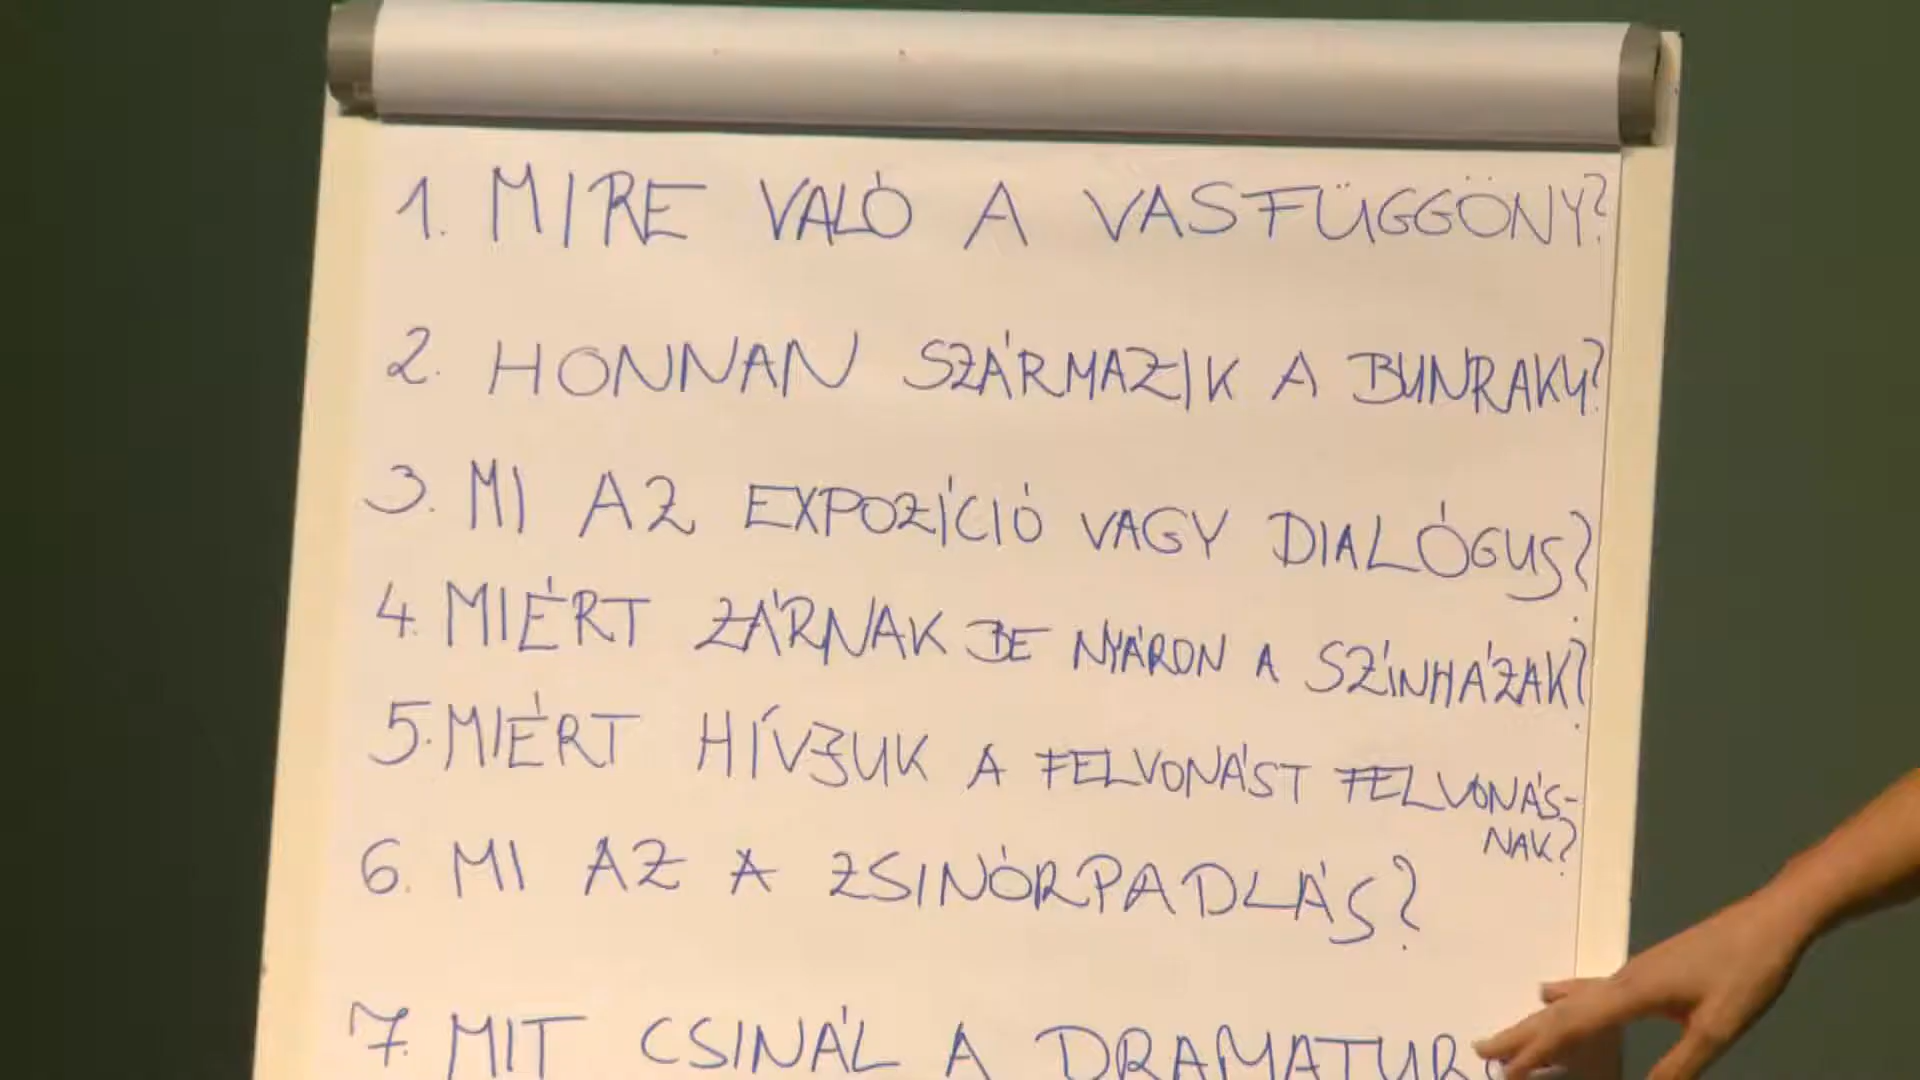 1. MIRE VALÓ A VASFÜGGÖNY?
2. HONNAN SZÁRMAZIK A BUNRAKU?
3. MI AZ EXPOZÍCIÓ VAGY DIALÓGUS?
4. MIÉRT ZÁRNAK BE NYÁRON A SZÍNHÁZAK?
5. MIÉRT HÍVJUK A FELVONÁST FELVONÁS-
NAK?
6. MI AZ A ZSINÓRPADLÁS?
7. MIT CSINÁL A